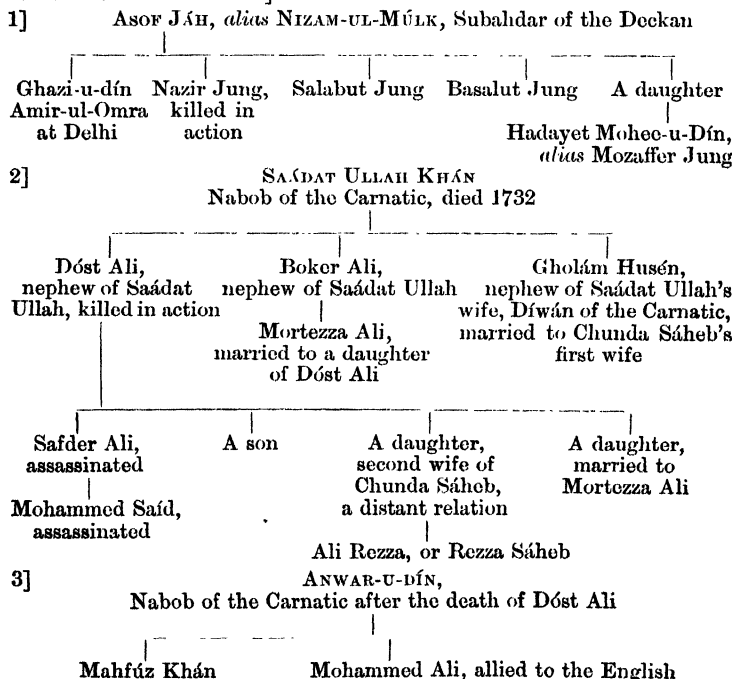 1] ASOF JÁH, alias NIZAM-UL-MÚLK, Subahdar of the Deckan
Ghazi-u-dín Nazir Jung, Salabut Jung Basalut Jung A daughter
Amir-ul-Omra killed in
at Delhi action Hadayet Mohee-u-Dín,
alias Mozaffer Jung
2] SAÁDAT ULLAH KHÁN
Nabob of the Carnatic, died 1732
Dóst Ali, Boker Ali, Gholám Husén,
nephew of Saádat nephew of Saádat Ullah nephew of Saádat Ullah's
Ullah, killed in action wife, Díwán of the Carnatic,
Mortezza Ali, married to Chunda Sáheb's
married to a daughter first wife
of Dóst Ali
Safder Ali, A son A daughter, A daughter,
assassinated second wife of married to
Chunda Sáheb, Mortezza Ali
Mohammed Saíd, a distant relation
assassinated
Ali Rezza, or Rezza Sáheb
3] ANWAR-U-DÍN,
Nabob of the Carnatic after the death of Dóst Ali
Mahfúz Khán Mohammed Ali, allied to the English